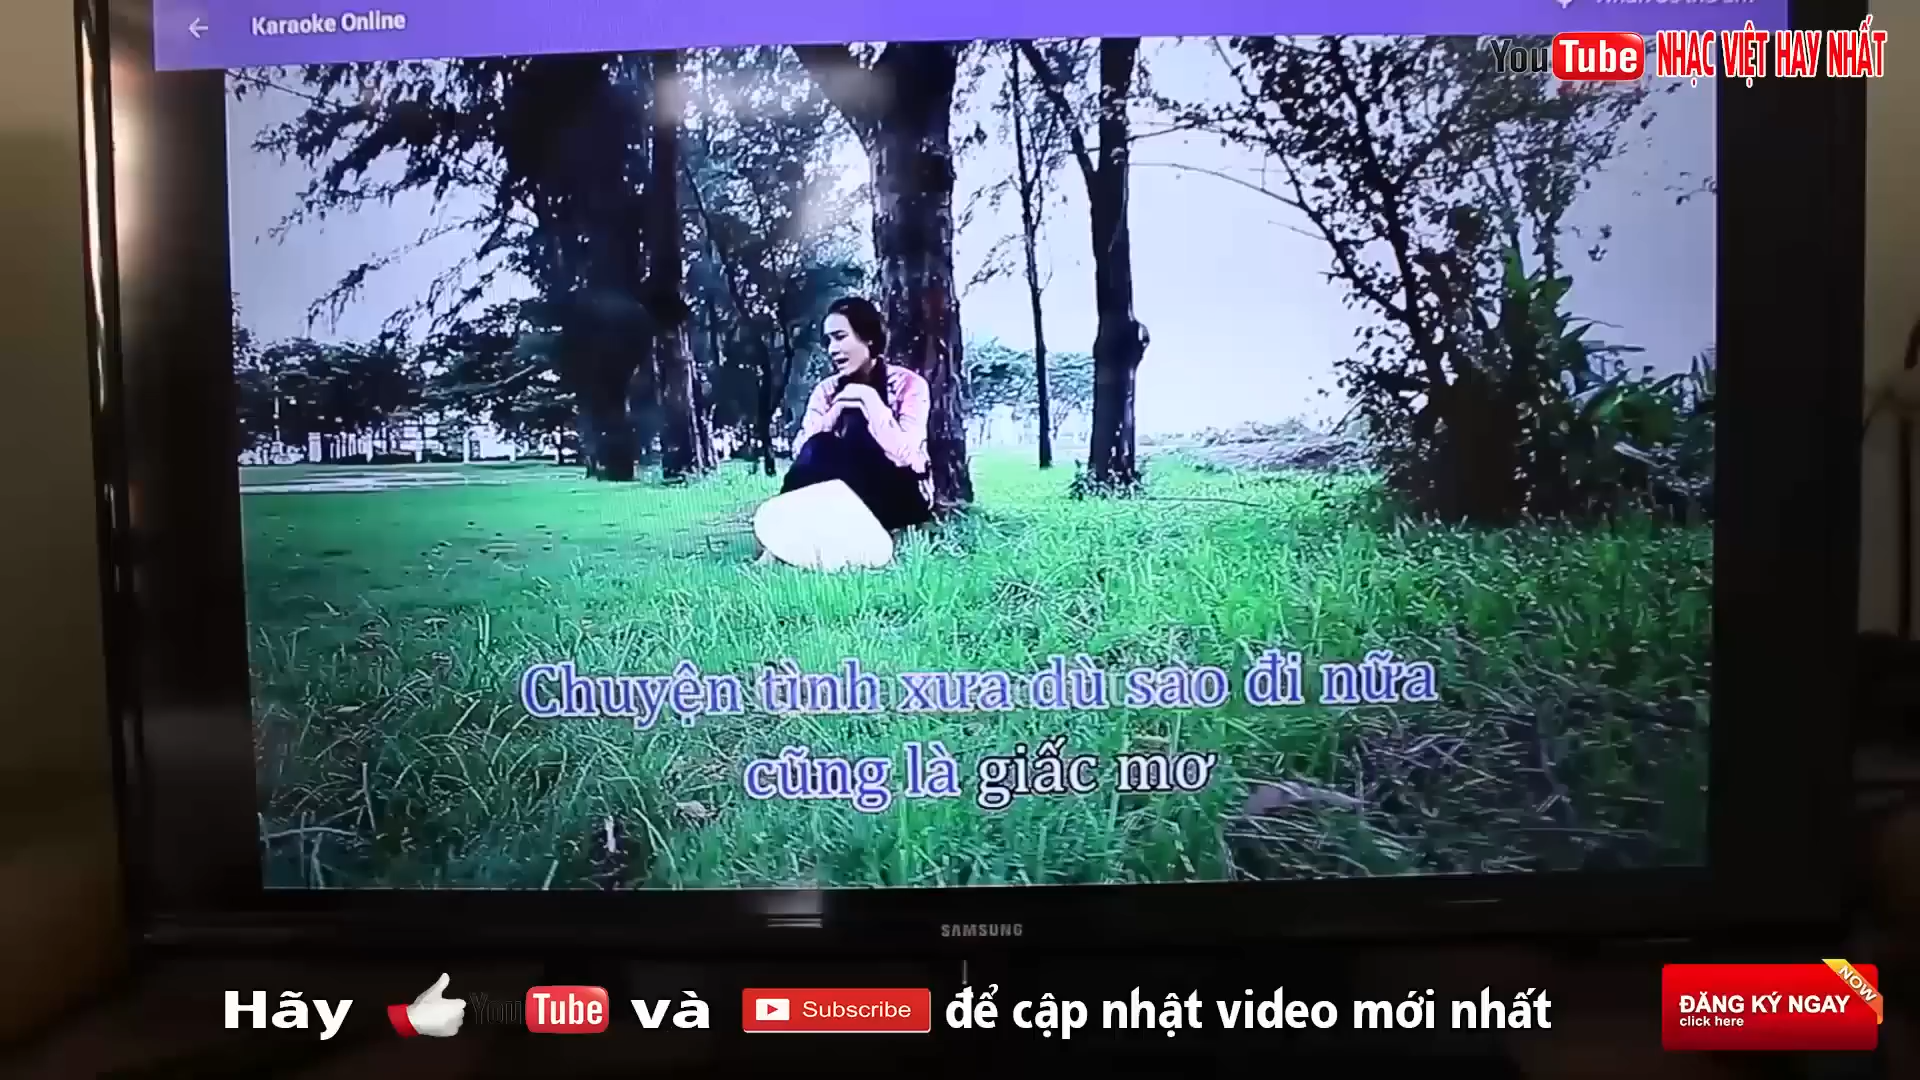 Karaoke Online
YouTube NHẠC VIỆT HAY NHẤT
Chuyện tình xưa dù sao đi nữa
cũng là giấc mơ
SAMSUNG
Hãy YouTube và Subscribe để cập nhật video mới nhất
NOW
ĐĂNG KÝ NGAY
click here